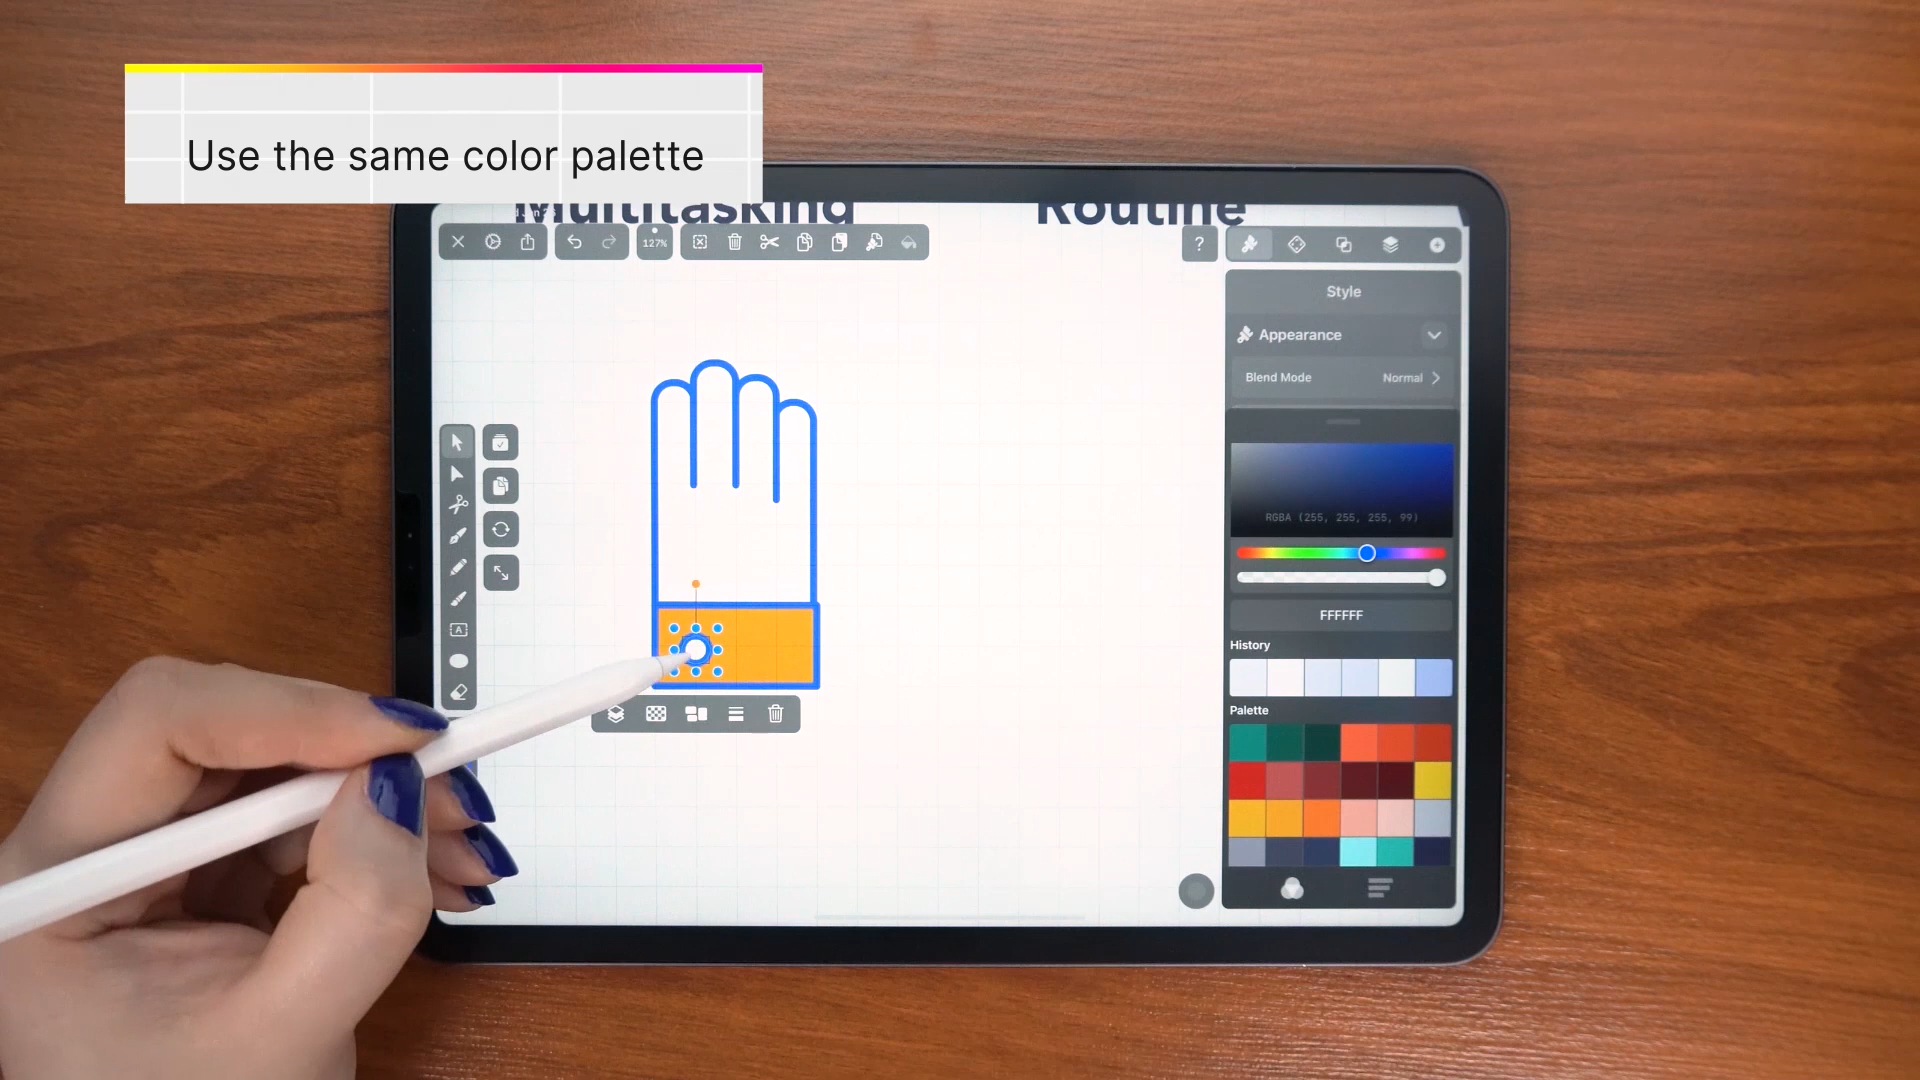 Use the same color palette
Multitasking
Routine
127%
?
Style
Appearance
Blend Mode
Normal
RGBA (255, 255, 255, 99)
A
FFFFFF
History
Palette